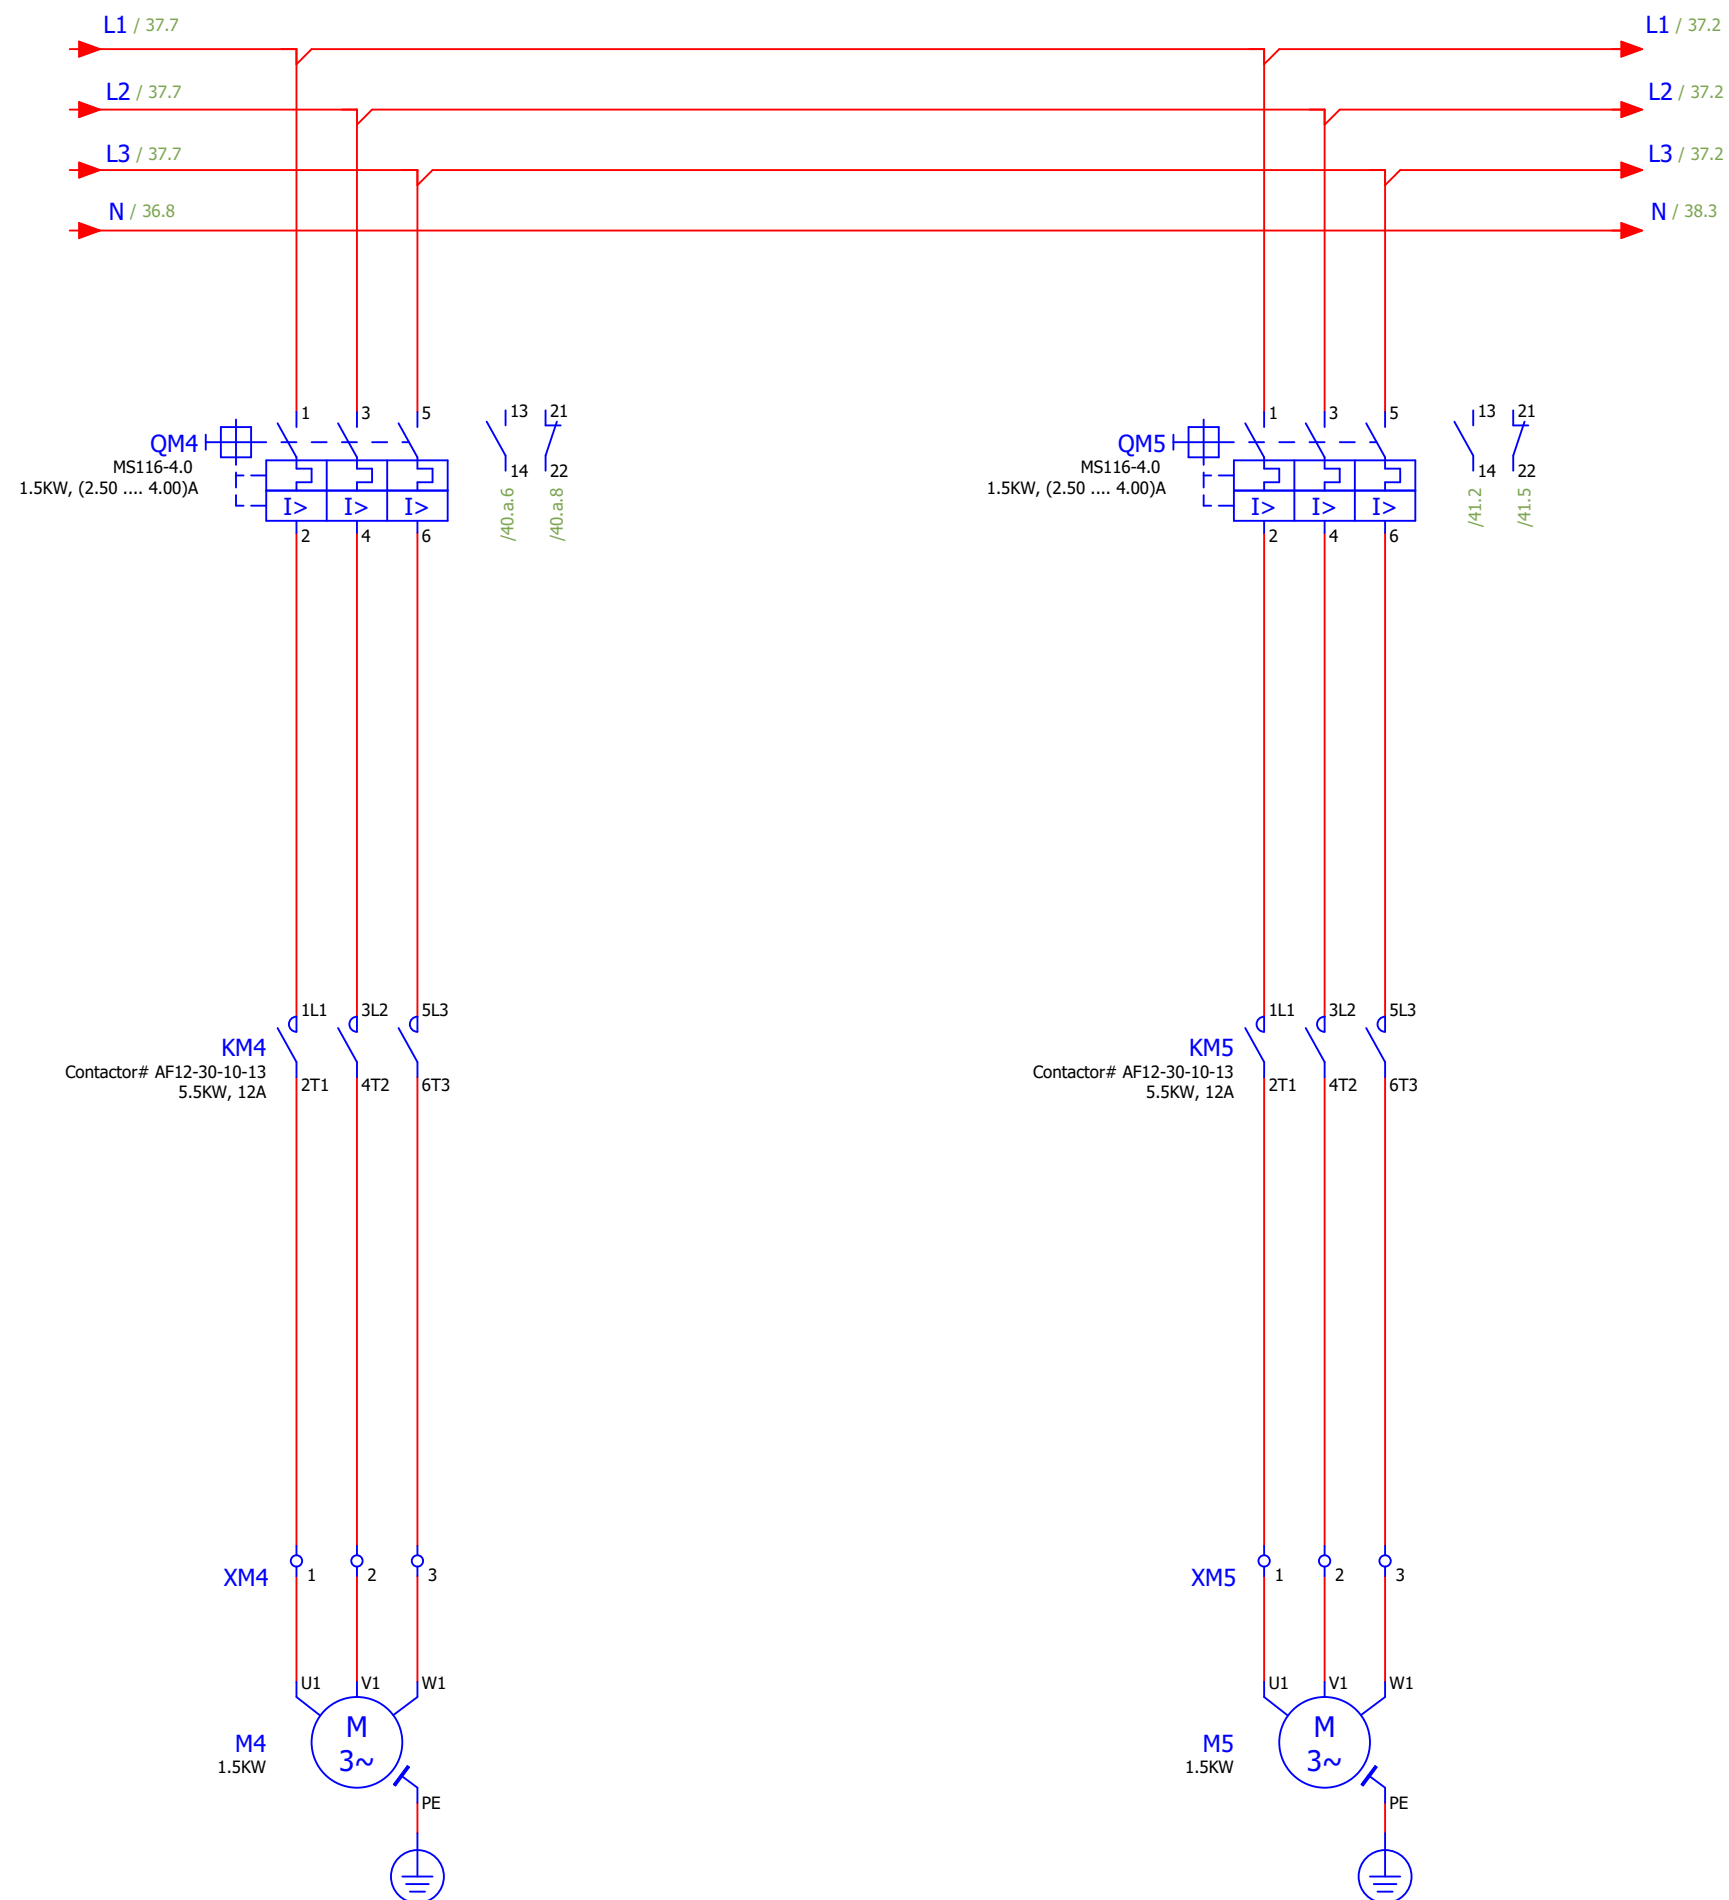 L1 / 37.7
L1 / 37.2
L2 / 37.7
L2 / 37.2
L3 / 37.7
L3 / 37.2
N / 36.8
N / 38.3
QM4
MS116-4.0
1.5KW, (2.50 .... 4.00)A
1 3 5
13 21
14 22
/40.a.6
/40.a.8
I> I> I>
2 4 6
QM5
MS116-4.0
1.5KW, (2.50 .... 4.00)A
1 3 5
13 21
14 22
/41.2
/41.5
I> I> I>
2 4 6
1L1 3L2 5L3
KM4
Contactor# AF12-30-10-13
5.5KW, 12A
2T1 4T2 6T3
1L1 3L2 5L3
KM5
Contactor# AF12-30-10-13
5.5KW, 12A
2T1 4T2 6T3
XM4 1 2 3
XM5 1 2 3
U1 V1 W1
M4
1.5KW
M
3~
PE
U1 V1 W1
M5
1.5KW
M
3~
PE